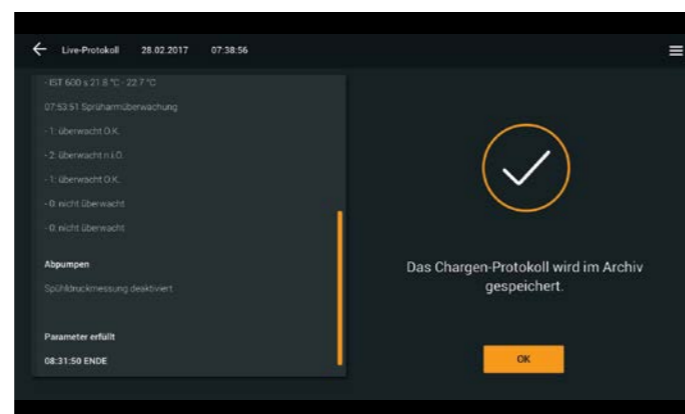 Live-Protokoll 28.02.2017 07:38:56
- IST 600 s 21.8 °C - 22.7 °C
07:53:51 Sprüharmüberwachung
- 1: überwacht O.K.
- 2: überwacht n.i.O.
- 1: überwacht O.K.
- 0: nicht überwacht
- 0: nicht überwacht
Abpumpen
Spühldruckmessung deaktiviert
Parameter erfüllt
08:31:50 ENDE
Das Chargen-Protokoll wird im Archiv
gespeichert.
OK